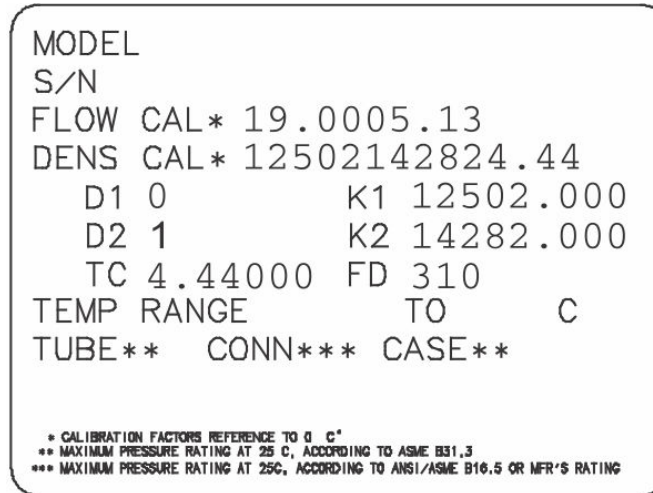 MODEL
S/N
FLOW CAL* 19.0005.13
DENS CAL* 12502142824.44
D1 0 K1 12502.000
D2 1 K2 14282.000
TC 4.44000 FD 310
TEMP RANGE TO C
TUBE** CONN*** CASE**
* CALIBRATION FACTORS REFERENCE TO 0 C°
** MAXIMUM PRESSURE RATING AT 25 C, ACCORDING TO ASME B31.3
*** MAXIMUM PRESSURE RATING AT 25C, ACCORDING TO ANSI/ASME B16.5 OR MFR'S RATING